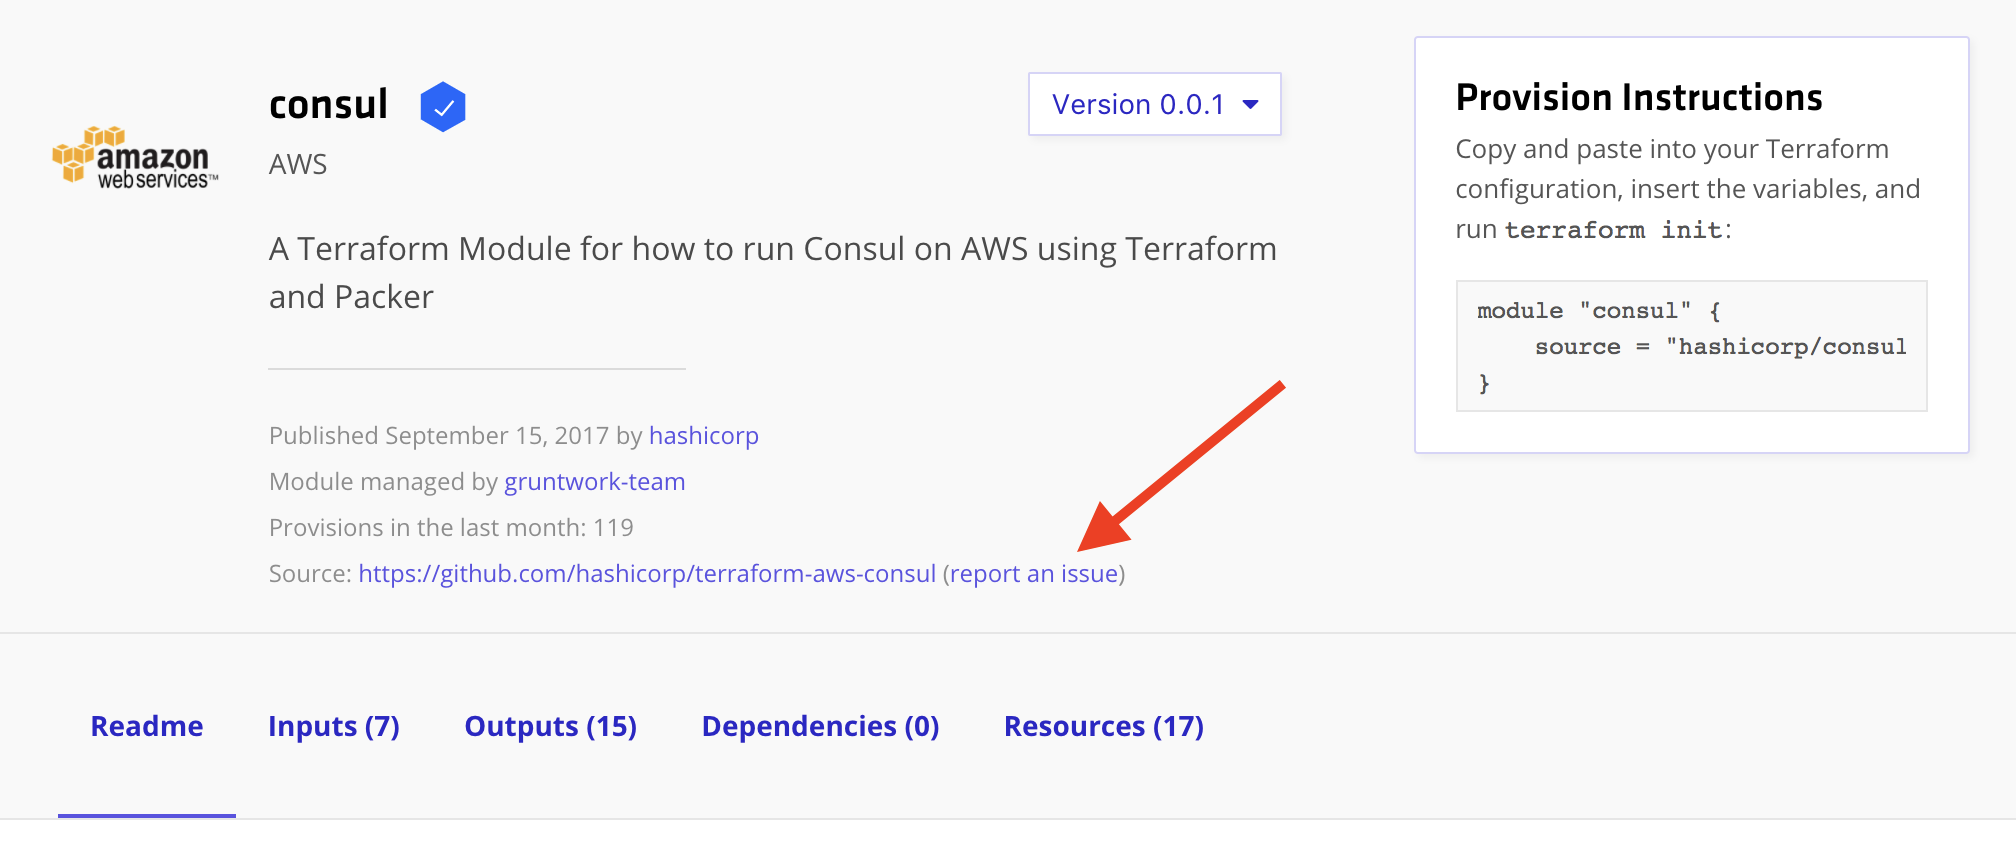 amazon
webservices™
consul
AWS
Version 0.0.1
A Terraform Module for how to run Consul on AWS using Terraform
and Packer
Published September 15, 2017 by hashicorp
Module managed by gruntwork-team
Provisions in the last month: 119
Source: https://github.com/hashicorp/terraform-aws-consul (report an issue)
Provision Instructions
Copy and paste into your Terraform
configuration, insert the variables, and
run terraform init:
module "consul" {
    source = "hashicorp/consul
}
Readme
Inputs (7)
Outputs (15)
Dependencies (0)
Resources (17)